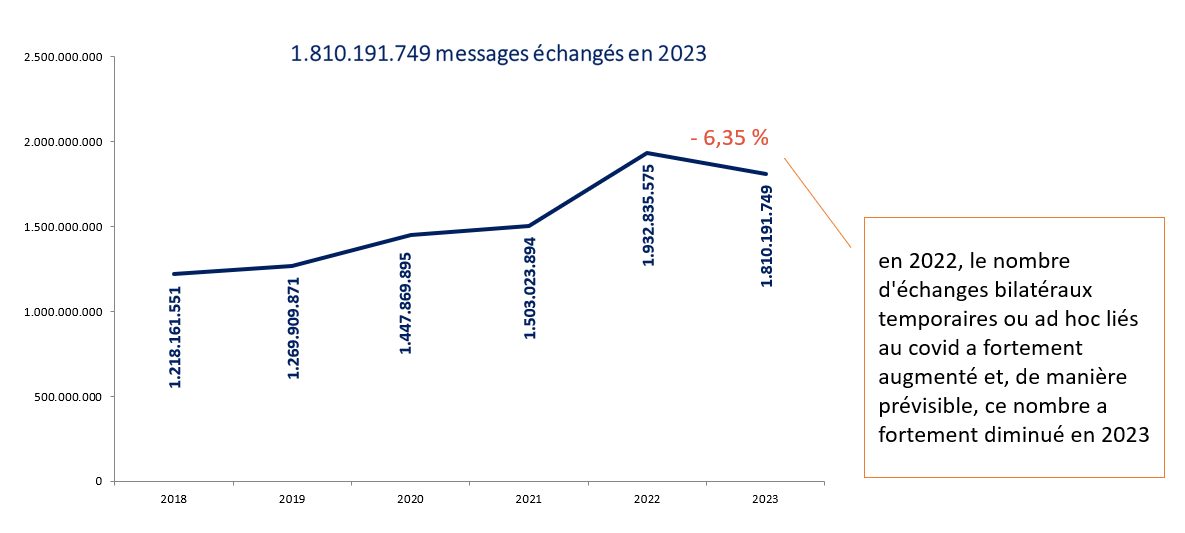 1.810.191.749 messages échangés en 2023
2.500.000.000
2.000.000.000
1.500.000.000
1.000.000.000
500.000.000
0
- 6,35 %
1.218.161.551
1.269.909.871
1.447.869.895
1.503.023.894
1.932.835.575
1.810.191.749
2018
2019
2020
2021
2022
2023
en 2022, le nombre
d'échanges bilatéraux
temporaires ou ad hoc liés
au covid a fortement
augmenté et, de manière
prévisible, ce nombre a
fortement diminué en 2023